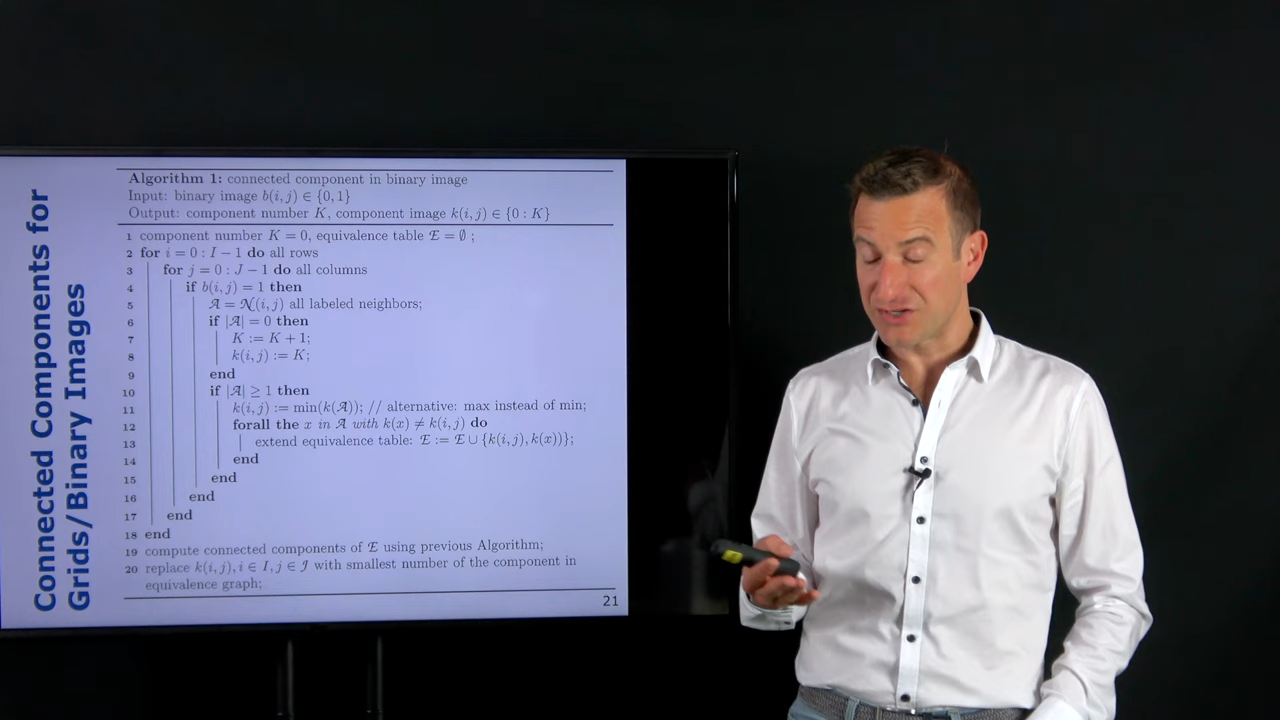 Connected Components for
Grids/Binary Images
Algorithm 1: connected component in binary image
Input: binary image b(i, j) ∈ {0, 1}
Output: component number K, component image k(i, j) ∈ {0 : K}
1 component number K = 0, equivalence table ℰ = ∅ ;
2 for i = 0 : I − 1 do all rows
3 for j = 0 : J − 1 do all columns
4 if b(i, j) = 1 then
5 𝒜 = 𝒩(i, j) all labeled neighbors;
6 if |𝒜| = 0 then
7 K := K + 1;
8 k(i, j) := K;
9 end
10 if |𝒜| ≥ 1 then
11 k(i, j) := min(k(𝒜)); // alternative: max instead of min;
12 forall the x in 𝒜 with k(x) ≠ k(i, j) do
13 extend equivalence table: ℰ := ℰ ∪ {k(i, j), k(x))};
14 end
15 end
16 end
17 end
18 end
19 compute connected components of ℰ using previous Algorithm;
20 replace k(i, j), i ∈ I, j ∈ 𝒥 with smallest number of the component in
equivalence graph;
21